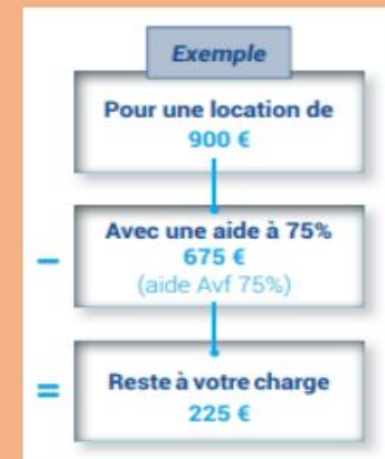 Exemple
Pour une location de
900 €
Avec une aide à 75%
– 675 €
(aide Avf 75%)
= Reste à votre charge
225 €